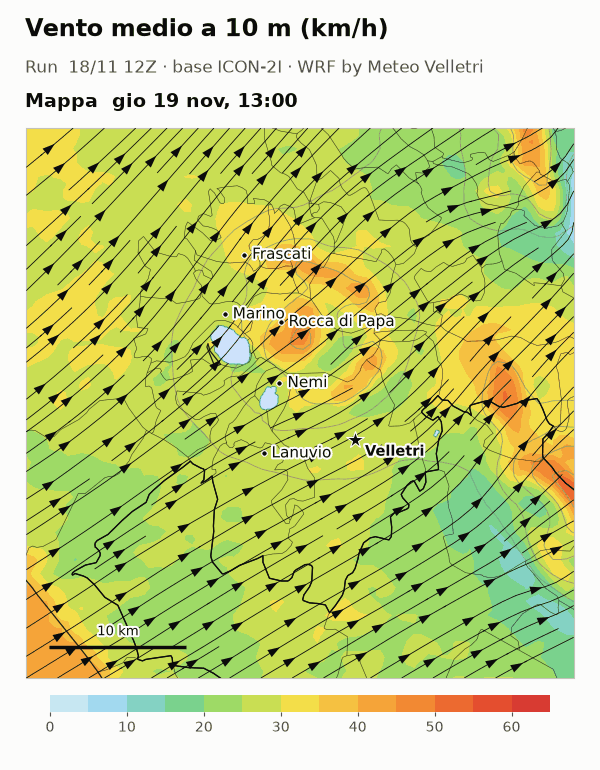 Vento medio a 10 m (km/h)
Run 18/11 12Z · base ICON-2I · WRF by Meteo Velletri
Mappa gio 19 nov, 13:00
Frascati
Marino
Rocca di Papa
Nemi
Lanuvio
Velletri
10 km
0 10 20 30 40 50 60